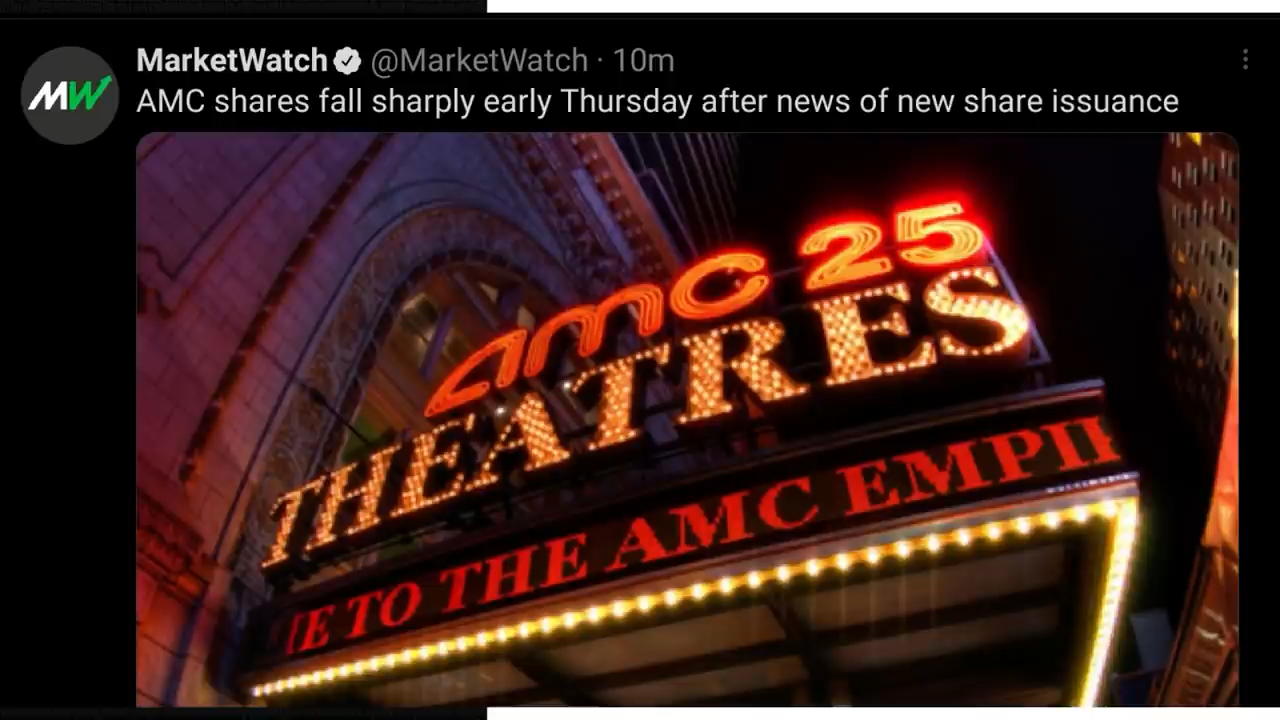 MarketWatch @MarketWatch · 10m
MW
AMC shares fall sharply early Thursday after news of new share issuance
amc 25
THEATRES
E TO THE AMC EMPI